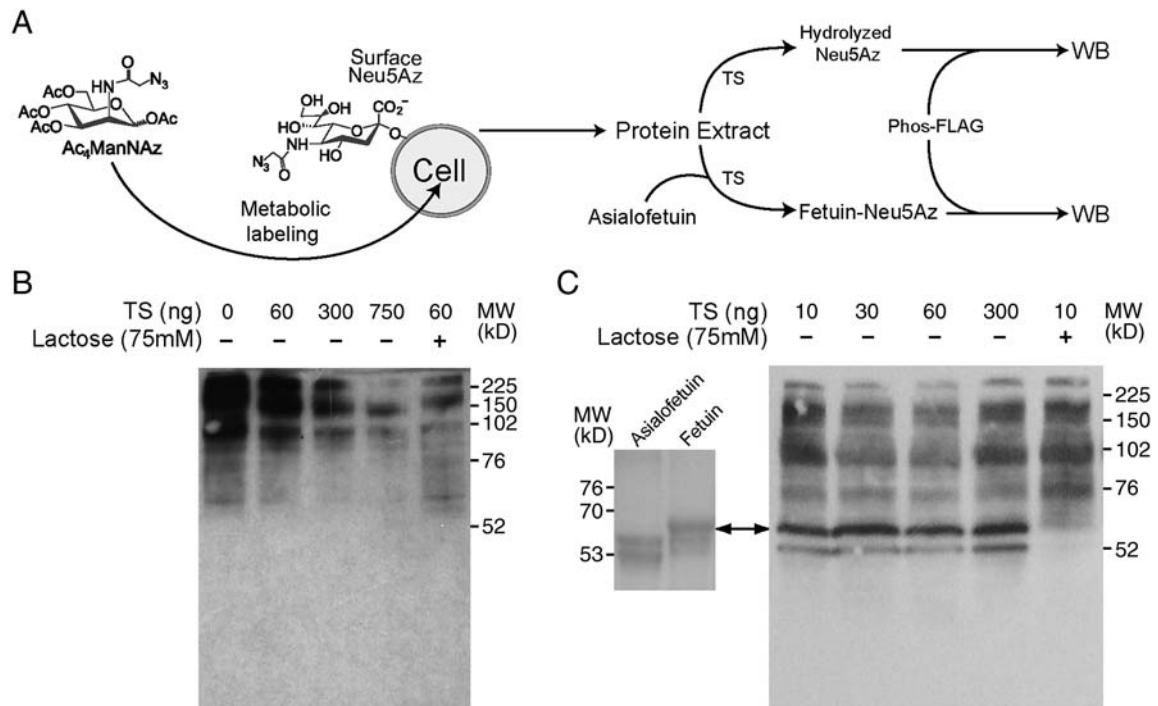 A
AcO
AcO
AcO
O
HN
N₃
O
OAc
Ac₄ManNAz
Surface
Neu5Az
HO
OH
OH
HO
CO₂⁻
O
O
HN
HO
N₃
O
Cell
Metabolic
labeling
Protein Extract
Asialofetuin
TS
TS
Hydrolyzed
Neu5Az
Fetuin-Neu5Az
Phos-FLAG
WB
WB
B
TS (ng) 0 60 300 750 60 MW
Lactose (75mM) – – – – + (kD)
225
150
102
76
52
C
TS (ng) 10 30 60 300 10 MW
Lactose (75mM) – – – – + (kD)
MW
(kD)
Asialofetuin
Fetuin
76
70
53
225
150
102
76
52